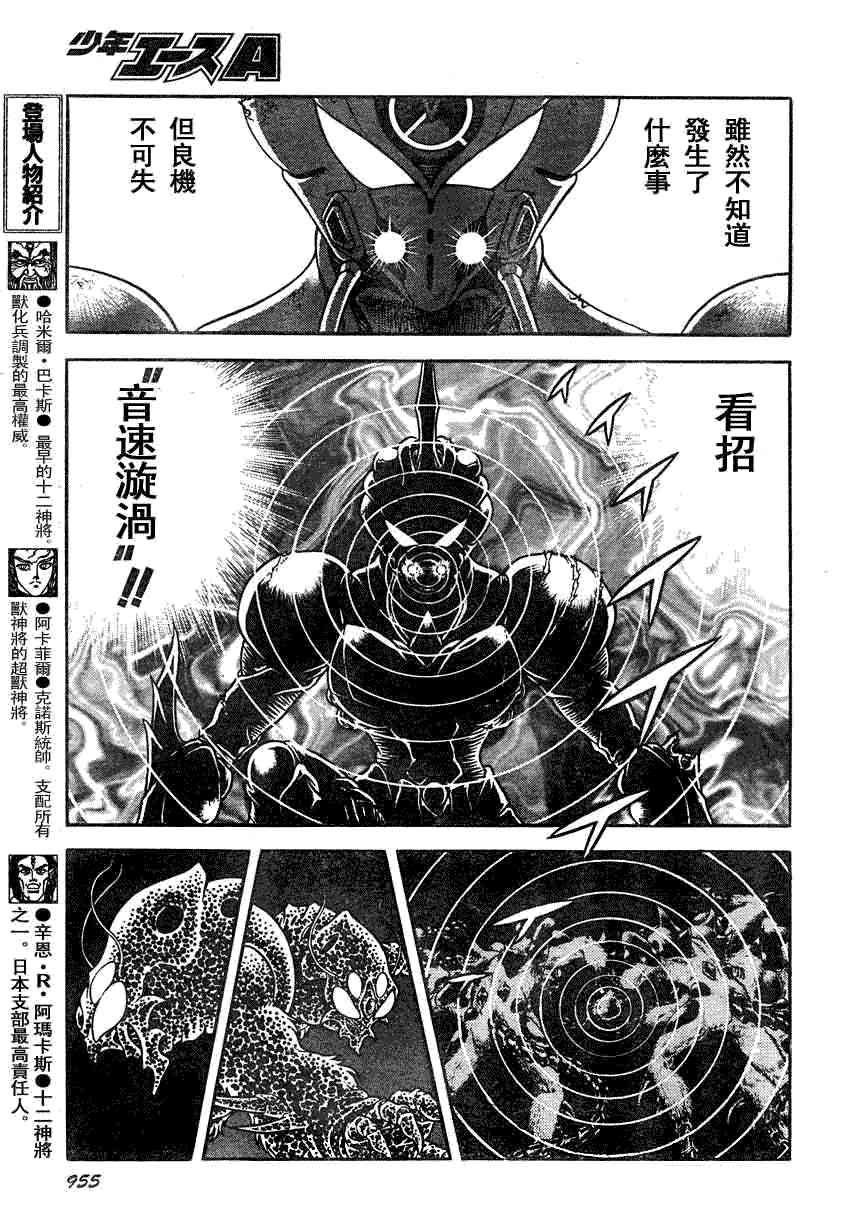 少年エースA
登場人物紹介
雖然不知道
發生了
什麼事
但良機
不可失
看招
"音速漩渦"!!
●哈米爾・巴卡斯●最早的十二神將。
獸化兵調製的最高權威。
●阿卡菲爾●克諾斯統帥。支配所有
獸神將的超獸神將。
●辛恩・R・阿瑪卡斯●十二神將
之一。日本支部最高責任人。
955